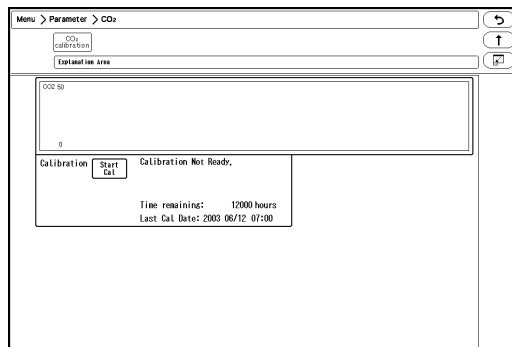 Menu > Parameter > CO₂
CO₂
calibration
Explanation Area
CO2 50
0
Calibration
Start
Cal
Calibration Not Ready.
Time remaining: 12000 hours
Last Cal Date: 2003 06/12 07:00